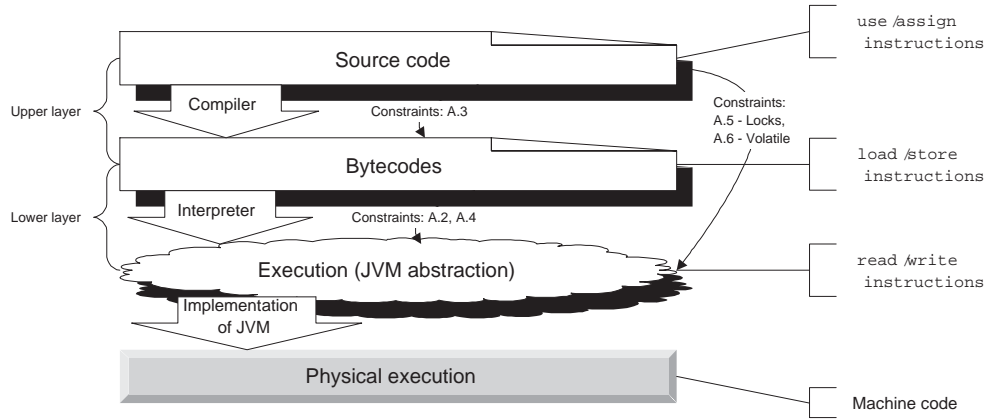 use /assign
instructions
Source code
Compiler
Constraints: A.3
Constraints:
A.5 - Locks,
A.6 - Volatile
Upper layer
Bytecodes
load /store
instructions
Interpreter
Constraints: A.2, A.4
Lower layer
Execution (JVM abstraction)
read /write
instructions
Implementation
of JVM
Physical execution
Machine code